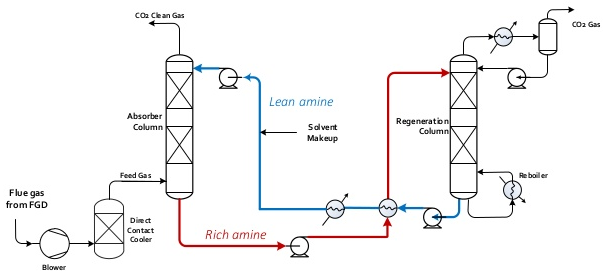 CO2 Clean Gas
CO2 Gas
Lean amine
Absorber
Column
Solvent
Makeup
Regeneration
Column
Feed Gas
Reboiler
Flue gas
from FGD
Direct
Contact
Cooler
Rich amine
Blower